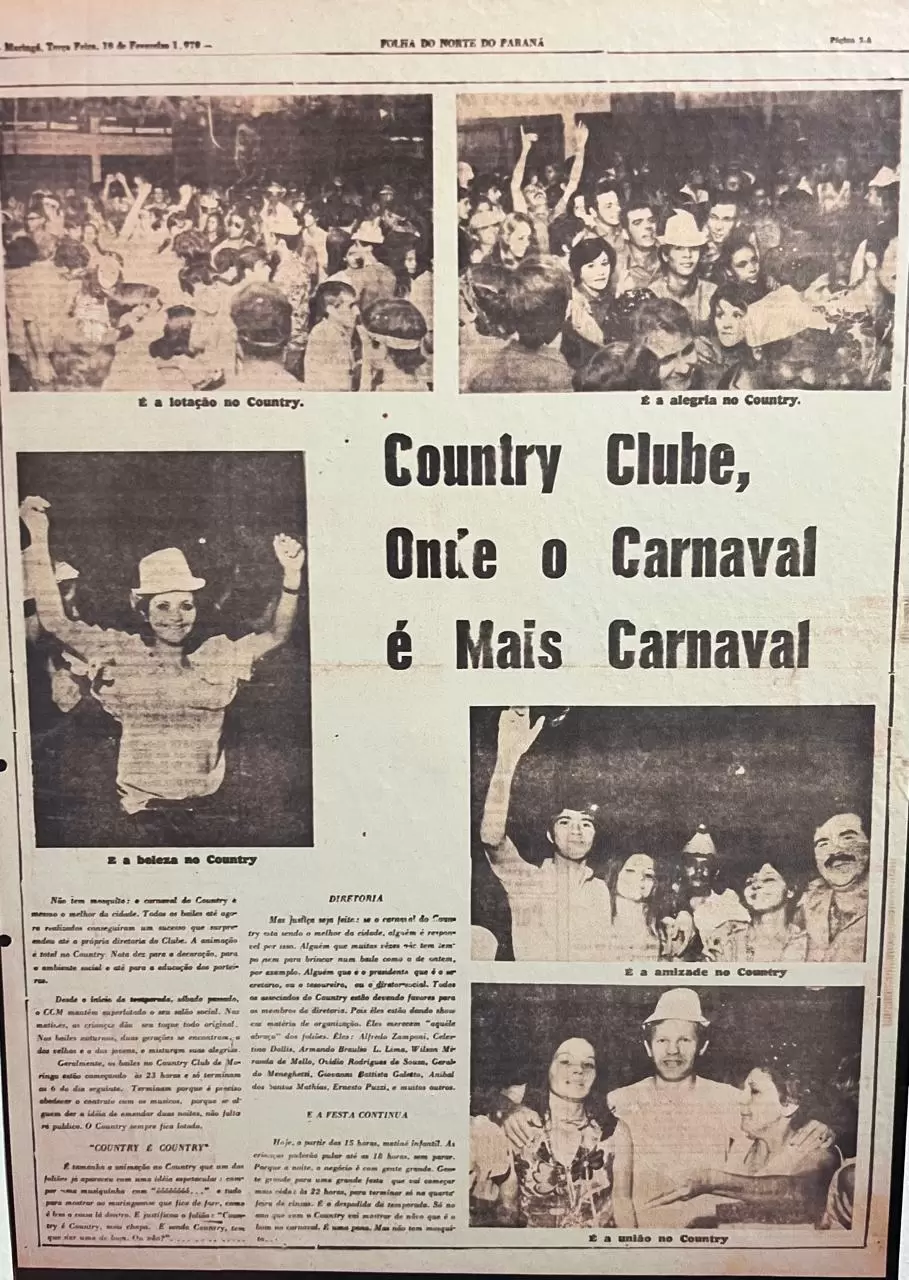 Maringá, Terça Feira, 10 de Fevereiro 1.970 —
FOLHA DO NORTE DO PARANÁ
Página 5-A
É a lotação no Country.
É a alegria no Country.
Country Clube,
Onde o Carnaval
é Mais Carnaval
E a beleza no Country
É a amizade no Country
É a união no Country
Não tem mosquito: o carnaval do Country é
mesmo o melhor da cidade. Todos os bailes até ago-
ra realizados conseguiram um sucesso que surpre-
endeu até a própria diretoria do Clube. A animação
é total no Country. Nota dez para a decoração, para
o ambiente social e até para a educação dos portei-
ros.
Desde o início da temporada, sábado passado,
o CCM mantém superlotado o seu salão social. Nas
matinês, as crianças dão seu toque todo original.
Nos bailes noturnos, duas gerações se encontram, a
dos velhos e a dos jovens, e misturam suas alegrias.
Geralmente, os bailes no Country Club de Ma-
ringa estão começando às 23 horas e só terminam
as 6 do dia seguinte. Terminam porque é preciso
obedecer o contrato com os musicos, porque se al-
guem der a idéia de emendar duas noites, não falta
rá publico. O Country sempre fica lotado.
"COUNTRY É COUNTRY"
É tamanha a animação no Country que um dos
foliões já apareceu com uma idéia espetacular: com-
por uma musiquinha com "ôôôôôôôô..." e tudo
para mostrar ao maringaense que fica de fora, como
é boa a coisa lá dentro. E justificou o folião: "Coun-
try é Country, meu chapa. E sendo Country, tem
que dar uma de bom. Ou não?"
DIRETORIA
Mas justiça seja feita: se o carnaval do Coun-
try esta sendo o melhor da cidade, alguém é respon-
vel por isso. Alguém que muitas vêzes não tem tem-
po nem para brincar num baile como o de ontem,
por exemplo. Alguém que é o presidente que é o se-
cretario, ou o tesoureiro, ou o diretor-social. Todos
os associados do Country estão devendo favores para
os membros da diretoria. Pois êles estão dando show
em matéria de organização. Eles merecem "aquêle
abraço" dos foliões. Êles: Alfredo Zamponi, Celes-
tino Dallis, Armando Braulio L. Lima, Wilson Mi-
randa de Mello, Ovidio Rodrigues de Souza, Geral-
do Meneghetti, Giovanni Battista Galetto, Anibal
dos Santos Mathias, Ernesto Puzzi, e muitos outros.
E A FESTA CONTINUA
Hoje, a partir das 15 horas, matinê infantil. As
crianças poderão pular até as 18 horas, sem parar.
Porque a noite, o negócio é com gente grande. Gen-
te grande para uma grande festa que vai começar
mais cêdo: às 22 horas, para terminar só na quarta
feira de cinzas. E a despedida da temporada. Só no
ano que vem o Country vai mostrar de nôvo que é o
bom no carnaval. É uma pena. Mas não tem mosqui-
to...